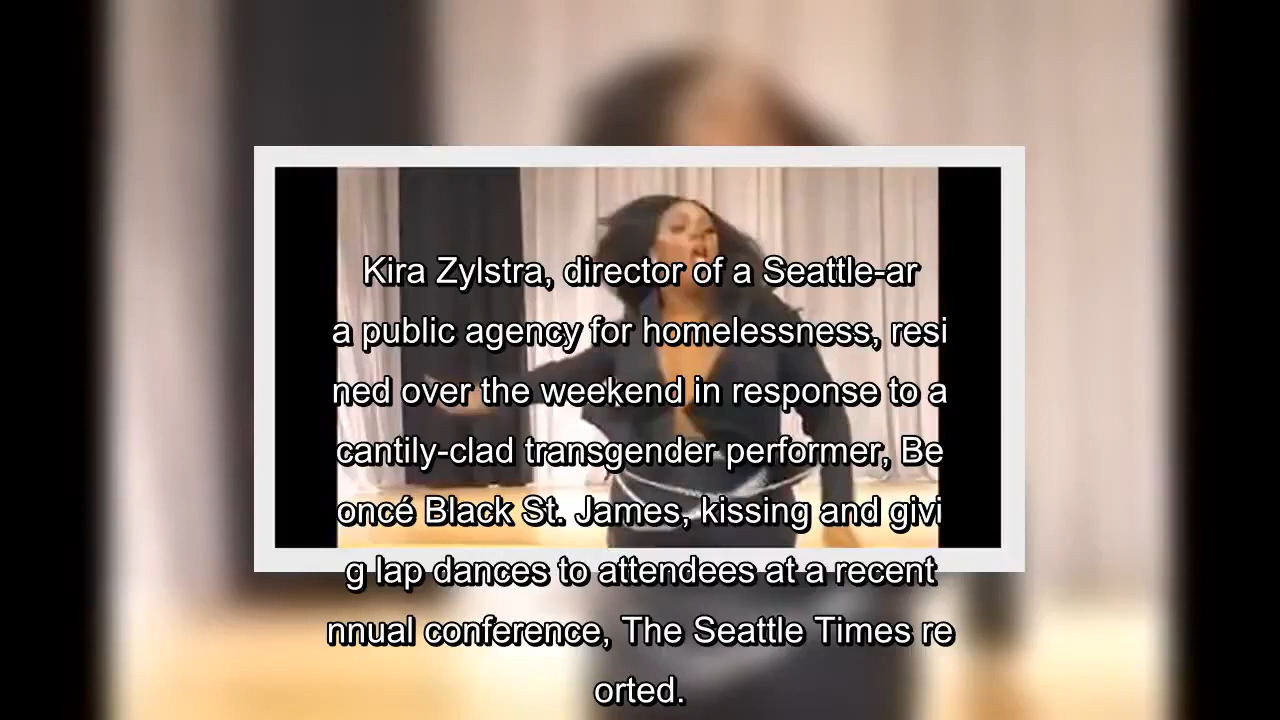 Kira Zylstra, director of a Seattle-ar
a public agency for homelessness, resi
ned over the weekend in response to a
cantily-clad transgender performer, Be
oncé Black St. James, kissing and givi
g lap dances to attendees at a recent
nnual conference, The Seattle Times re
orted.